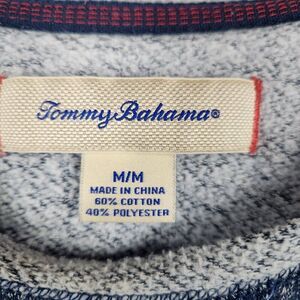 Tommy Bahama®
M/M
MADE IN CHINA
60% COTTON
40% POLYESTER